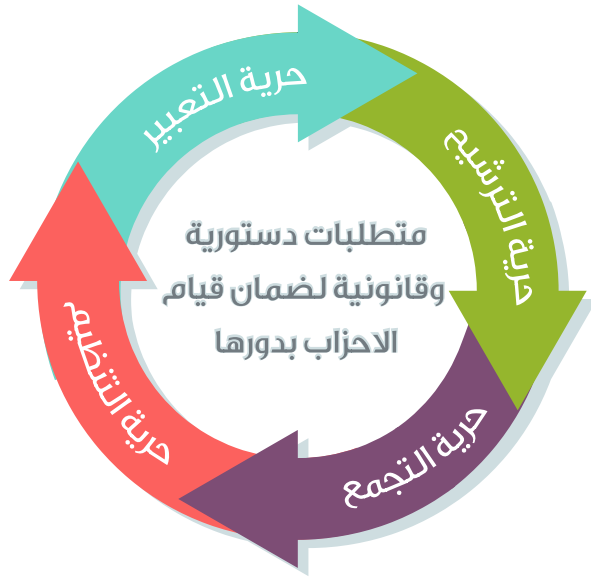 متطلبات دستورية
وقانونية لضمان قيام
الاحزاب بدورها
حرية التعبير
حرية الترشيح
حرية التجمع
حرية التنظيم